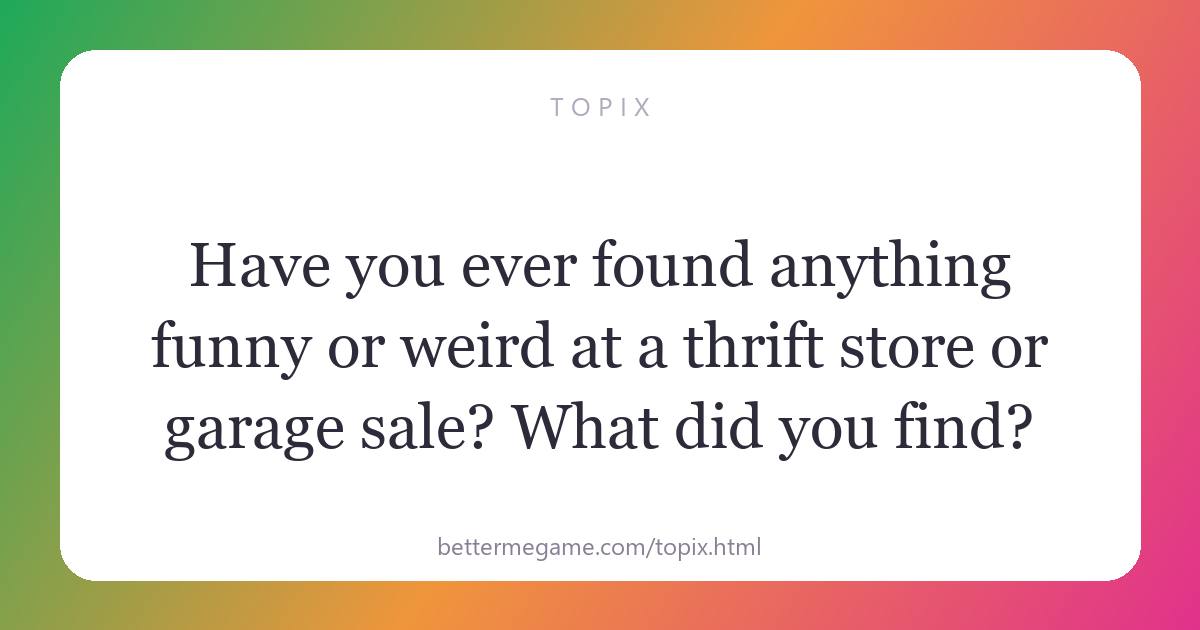 TOPIX
Have you ever found anything
funny or weird at a thrift store or
garage sale? What did you find?
bettermegame.com/topix.html